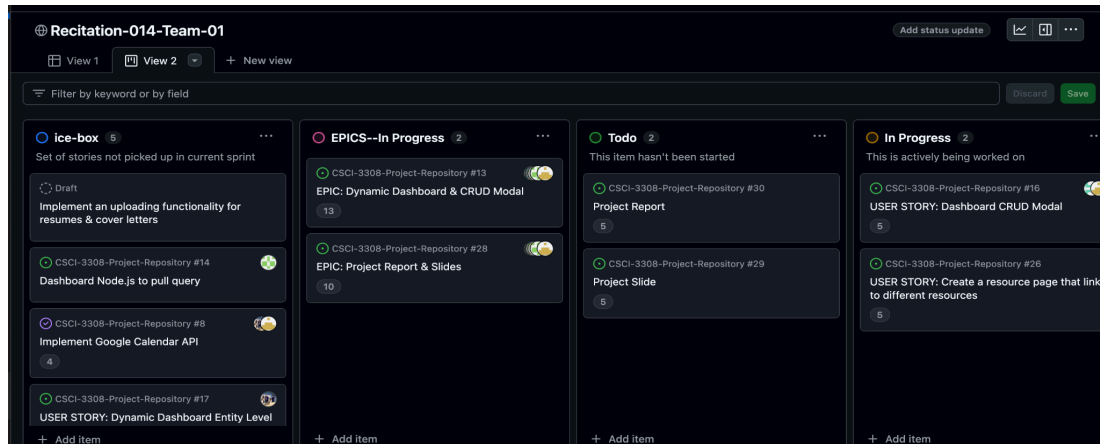 Recitation-014-Team-01
Add status update
View 1
View 2
+ New view
Filter by keyword or by field
Discard
Save
ice-box 5
Set of stories not picked up in current sprint
Draft
Implement an uploading functionality for
resumes & cover letters
CSCI-3308-Project-Repository #14
Dashboard Node.js to pull query
CSCI-3308-Project-Repository #8
Implement Google Calendar API
4
CSCI-3308-Project-Repository #17
USER STORY: Dynamic Dashboard Entity Level
+ Add item
EPICS--In Progress 2
CSCI-3308-Project-Repository #13
EPIC: Dynamic Dashboard & CRUD Modal
13
CSCI-3308-Project-Repository #28
EPIC: Project Report & Slides
10
+ Add item
Todo 2
This item hasn't been started
CSCI-3308-Project-Repository #30
Project Report
5
CSCI-3308-Project-Repository #29
Project Slide
5
+ Add item
In Progress 2
This is actively being worked on
CSCI-3308-Project-Repository #16
USER STORY: Dashboard CRUD Modal
5
CSCI-3308-Project-Repository #26
USER STORY: Create a resource page that link
to different resources
5
+ Add item